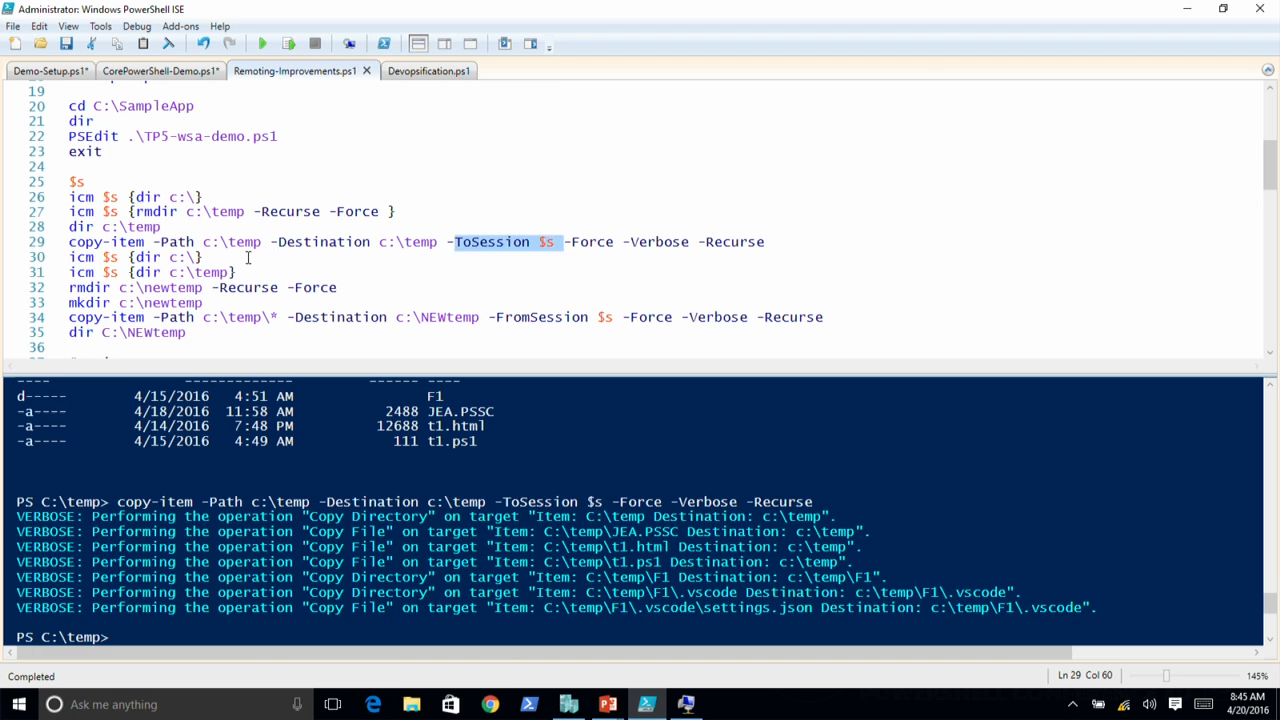 Administrator: Windows PowerShell ISE
File Edit View Tools Debug Add-ons Help
Demo-Setup.ps1* CorePowerShell-Demo.ps1* Remoting-Improvements.ps1 Devopsification.ps1
19
20 cd C:\SampleApp
21 dir
22 PSEdit .\TP5-wsa-demo.ps1
23 exit
24
25 $s
26 icm $s {dir c:\}
27 icm $s {rmdir c:\temp -Recurse -Force }
28 dir c:\temp
29 copy-item -Path c:\temp -Destination c:\temp -ToSession $s -Force -Verbose -Recurse
30 icm $s {dir c:\}
31 icm $s {dir c:\temp}
32 rmdir c:\newtemp -Recurse -Force
33 mkdir c:\newtemp
34 copy-item -Path c:\temp\* -Destination c:\NEWtemp -FromSession $s -Force -Verbose -Recurse
35 dir C:\NEWtemp
36
---- ------------- ------ ----
d----- 4/15/2016 4:51 AM F1
-a---- 4/18/2016 11:58 AM 2488 JEA.PSSC
-a---- 4/14/2016 7:48 PM 12688 t1.html
-a---- 4/15/2016 4:49 AM 111 t1.ps1
PS C:\temp> copy-item -Path c:\temp -Destination c:\temp -ToSession $s -Force -Verbose -Recurse
VERBOSE: Performing the operation "Copy Directory" on target "Item: C:\temp Destination: c:\temp".
VERBOSE: Performing the operation "Copy File" on target "Item: C:\temp\JEA.PSSC Destination: c:\temp".
VERBOSE: Performing the operation "Copy File" on target "Item: C:\temp\t1.html Destination: c:\temp".
VERBOSE: Performing the operation "Copy File" on target "Item: C:\temp\t1.ps1 Destination: c:\temp".
VERBOSE: Performing the operation "Copy Directory" on target "Item: C:\temp\F1 Destination: c:\temp\F1".
VERBOSE: Performing the operation "Copy Directory" on target "Item: C:\temp\F1\.vscode Destination: c:\temp\F1\.vscode".
VERBOSE: Performing the operation "Copy File" on target "Item: C:\temp\F1\.vscode\settings.json Destination: c:\temp\F1\.vscode".
PS C:\temp>
Completed Ln 29 Col 60 145%
Ask me anything
8:45 AM
4/20/2016